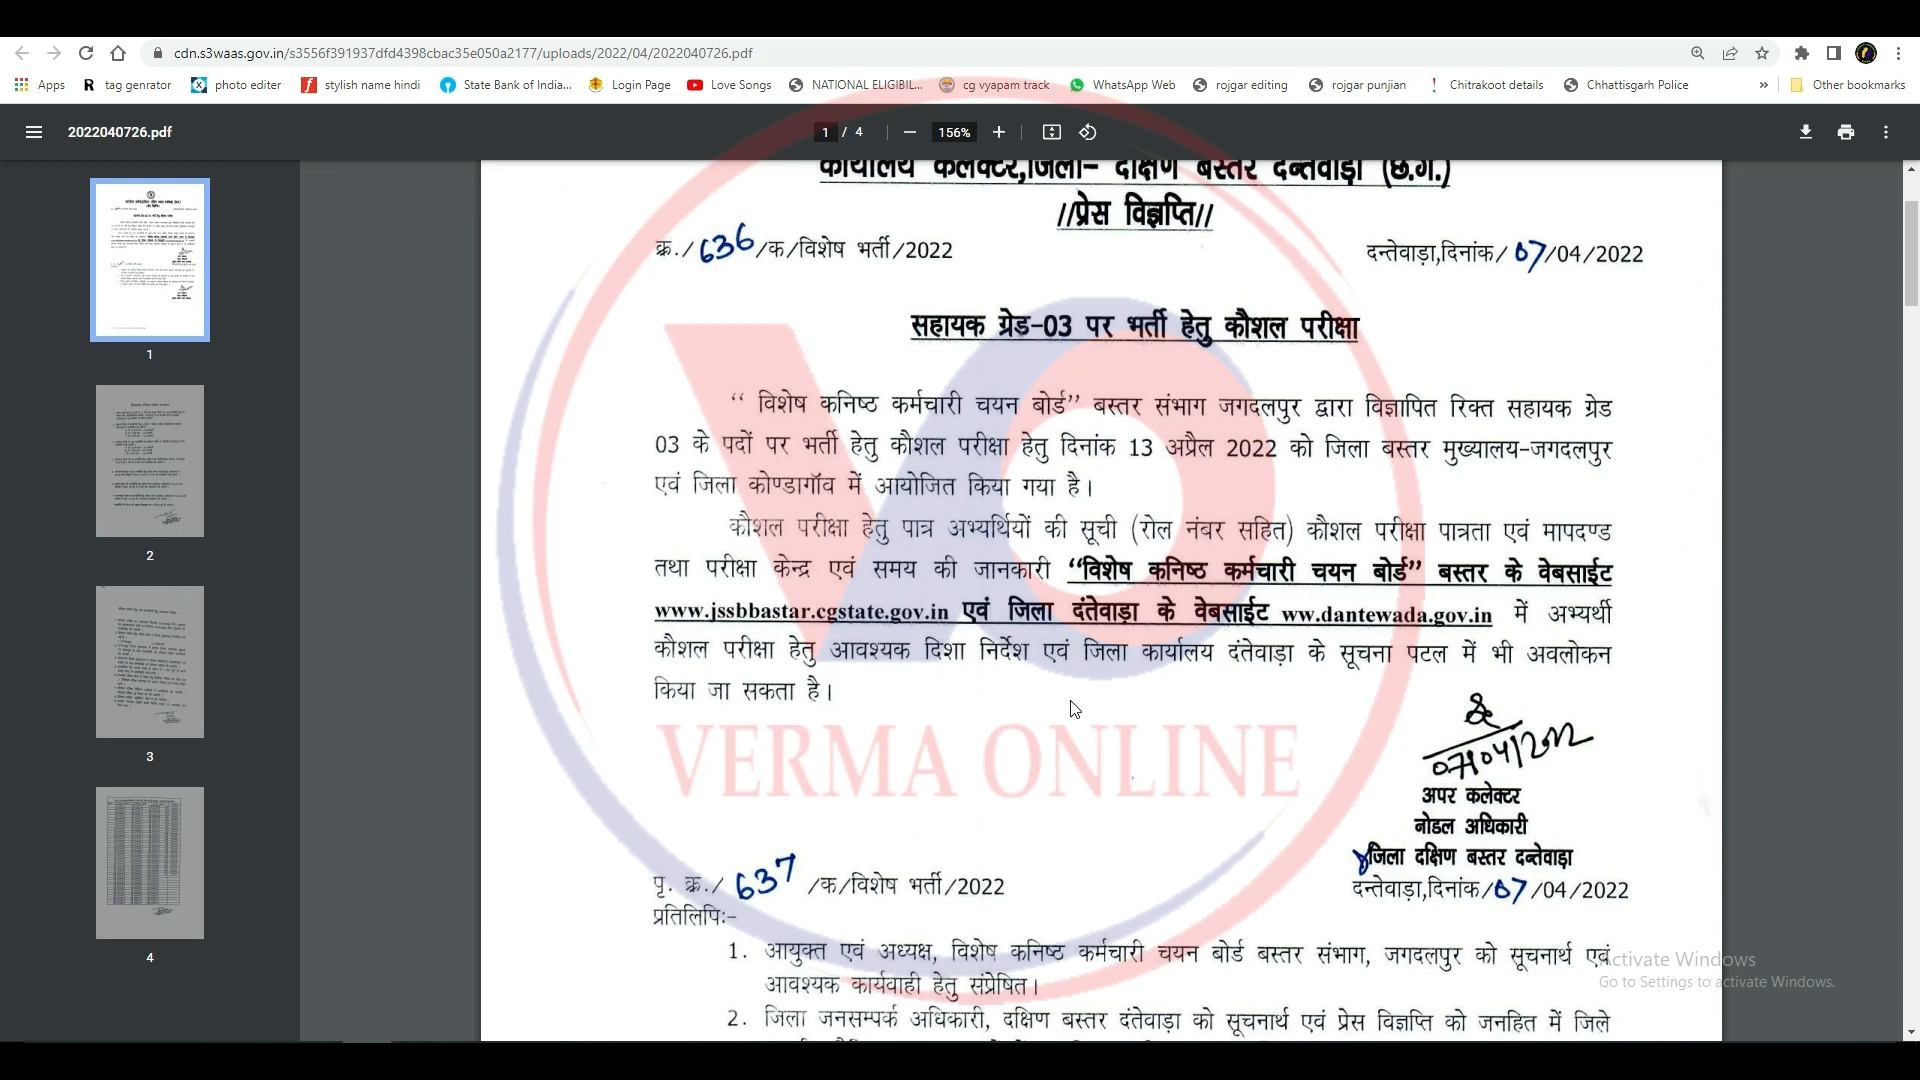 cdn.s3waas.gov.in/s3556f391937dfd4398cbac35e050a2177/uploads/2022/04/2022040726.pdf
Apps
tag genrator
photo editer
stylish name hindi
State Bank of India...
Login Page
Love Songs
NATIONAL ELIGIBIL...
cg vyapam track
WhatsApp Web
rojgar editing
rojgar punjian
Chitrakoot details
Chhattisgarh Police
»
Other bookmarks
2022040726.pdf
1 / 4
156%
1
2
3
4
कार्यालय कलेक्टर,जिला- दक्षिण बस्तर दन्तेवाड़ा (छ.ग.)
//प्रेस विज्ञप्ति//
क्र./636/क/विशेष भर्ती/2022
दन्तेवाड़ा,दिनांक/07/04/2022
सहायक ग्रेड-03 पर भर्ती हेतु कौशल परीक्षा
‘‘ विशेष कनिष्ठ कर्मचारी चयन बोर्ड’’ बस्तर संभाग जगदलपुर द्वारा विज्ञापित रिक्त सहायक ग्रेड
03 के पदों पर भर्ती हेतु कौशल परीक्षा हेतु दिनांक 13 अप्रैल 2022 को जिला बस्तर मुख्यालय-जगदलपुर
एवं जिला कोण्डागॉव में आयोजित किया गया है।
कौशल परीक्षा हेतु पात्र अभ्यर्थियों की सूची (रोल नंबर सहित) कौशल परीक्षा पात्रता एवं मापदण्ड
तथा परीक्षा केन्द्र एवं समय की जानकारी ‘‘विशेष कनिष्ठ कर्मचारी चयन बोर्ड’’ बस्तर के वेबसाईट
www.jssbbastar.cgstate.gov.in एवं जिला दंतेवाड़ा के वेबसाईट ww.dantewada.gov.in में अभ्यर्थी
कौशल परीक्षा हेतु आवश्यक दिशा निर्देश एवं जिला कार्यालय दंतेवाड़ा के सूचना पटल में भी अवलोकन
किया जा सकता है।
VERMA ONLINE
07/04/2022
अपर कलेक्टर
नोडल अधिकारी
जिला दक्षिण बस्तर दन्तेवाड़ा
पृ. क्र./ 637 /क/विशेष भर्ती/2022
दन्तेवाड़ा,दिनांक/07/04/2022
प्रतिलिपिः-
1. आयुक्त एवं अध्यक्ष, विशेष कनिष्ठ कर्मचारी चयन बोर्ड बस्तर संभाग, जगदलपुर को सूचनार्थ एवं
आवश्यक कार्यवाही हेतु संप्रेषित।
2. जिला जनसम्पर्क अधिकारी, दक्षिण बस्तर दंतेवाड़ा को सूचनार्थ एवं प्रेस विज्ञप्ति को जनहित में जिले
Activate Windows
Go to Settings to activate Windows.